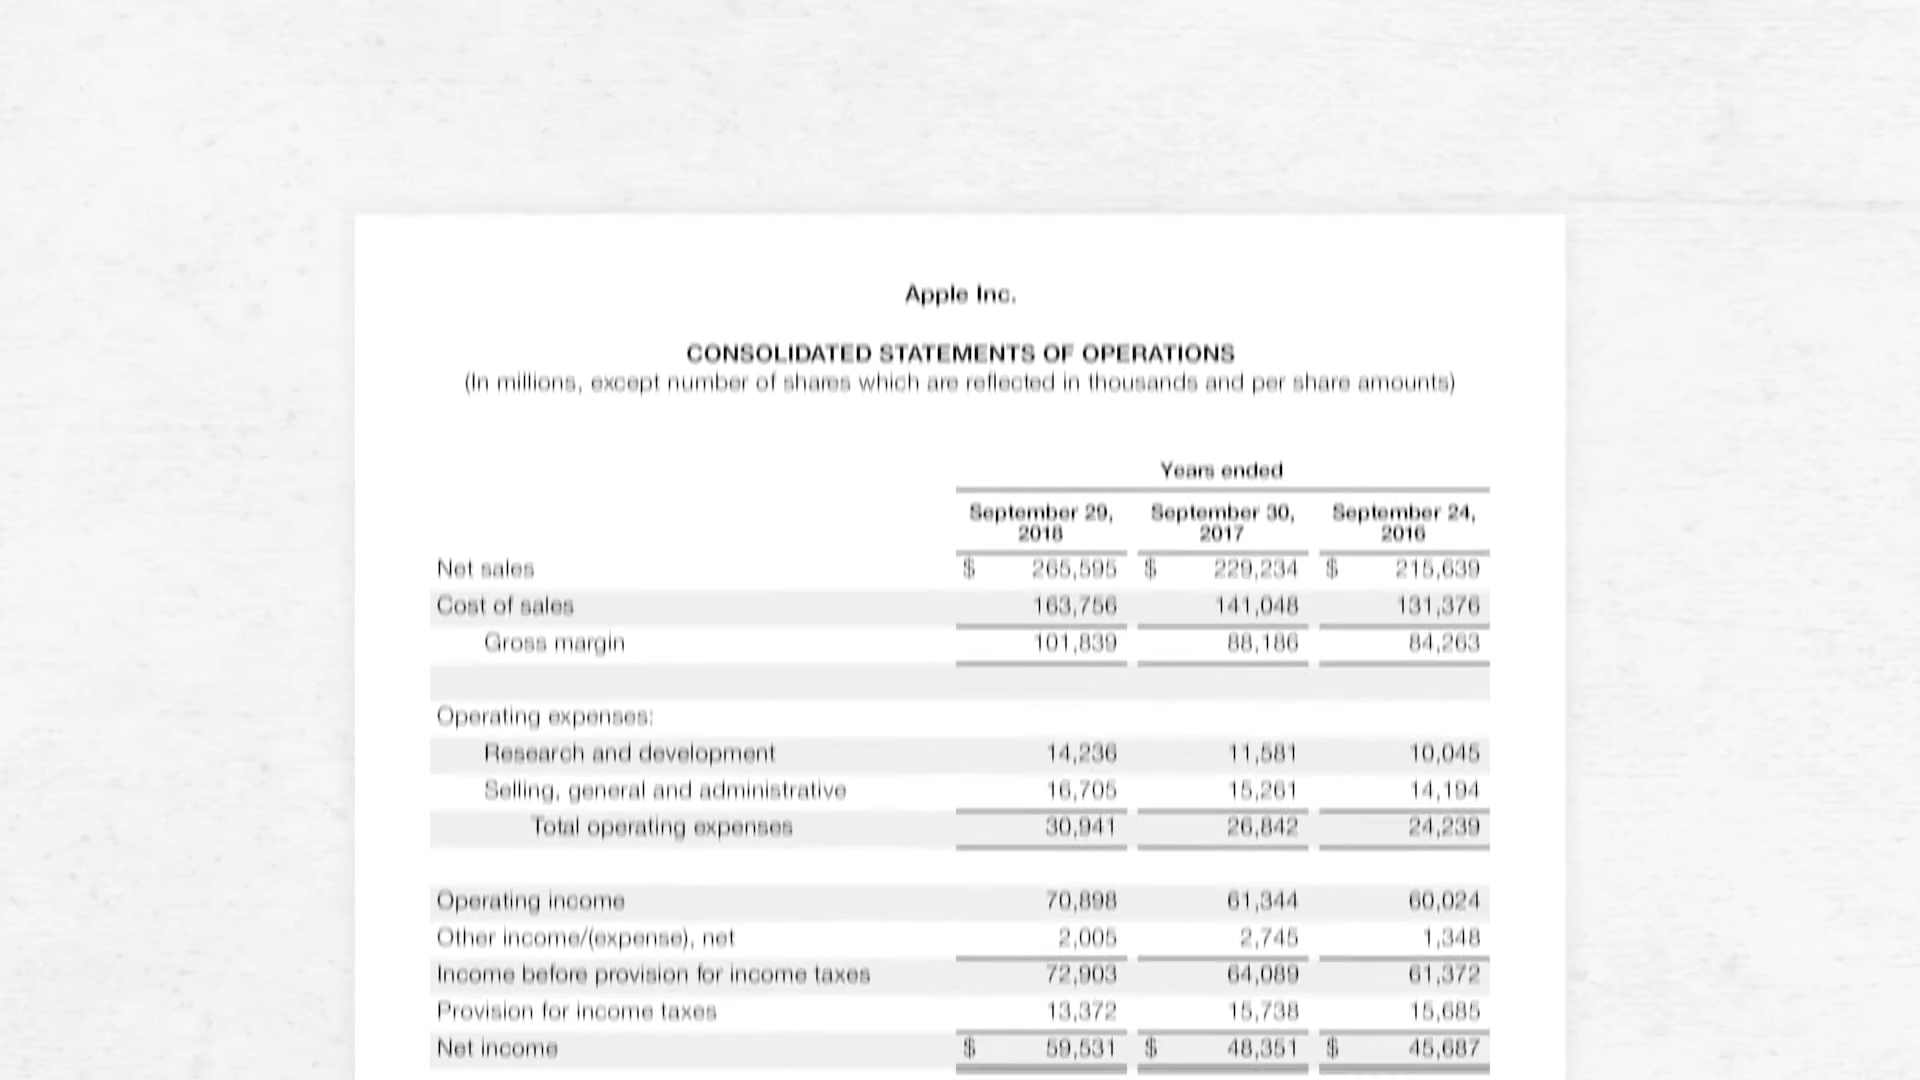 Apple Inc.
CONSOLIDATED STATEMENTS OF OPERATIONS
(In millions, except number of shares which are reflected in thousands and per share amounts)
Years ended
September 29, 2018 September 30, 2017 September 24, 2016
Net sales $ 265,595 $ 229,234 $ 215,639
Cost of sales 163,756 141,048 131,376
Gross margin 101,839 88,186 84,263
Operating expenses:
Research and development 14,236 11,581 10,045
Selling, general and administrative 16,705 15,261 14,194
Total operating expenses 30,941 26,842 24,239
Operating income 70,898 61,344 60,024
Other income/(expense), net 2,005 2,745 1,348
Income before provision for income taxes 72,903 64,089 61,372
Provision for income taxes 13,372 15,738 15,685
Net income $ 59,531 $ 48,351 $ 45,687